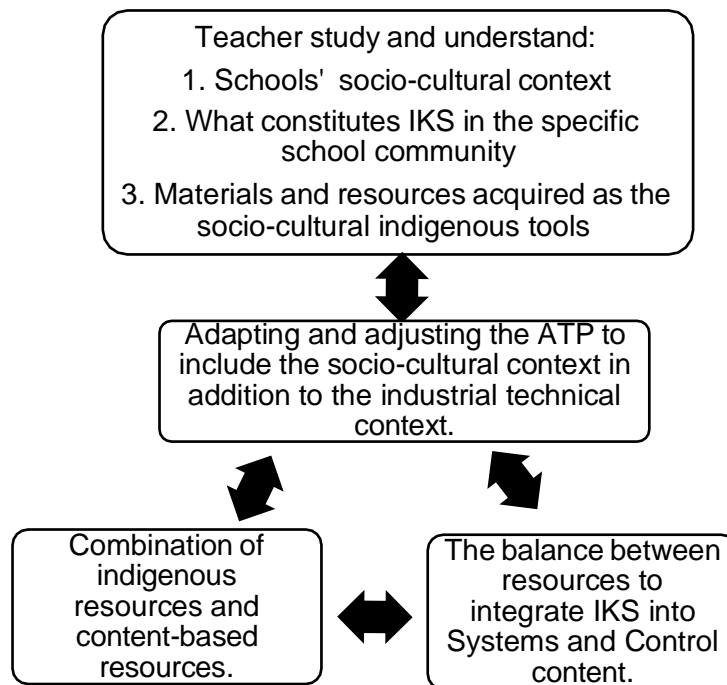 Teacher study and understand:
1. Schools' socio-cultural context
2. What constitutes IKS in the specific
school community
3. Materials and resources acquired as the
socio-cultural indigenous tools
Adapting and adjusting the ATP to
include the socio-cultural context in
addition to the industrial technical
context.
Combination of
indigenous
resources and
content-based
resources.
The balance between
resources to
integrate IKS into
Systems and Control
content.